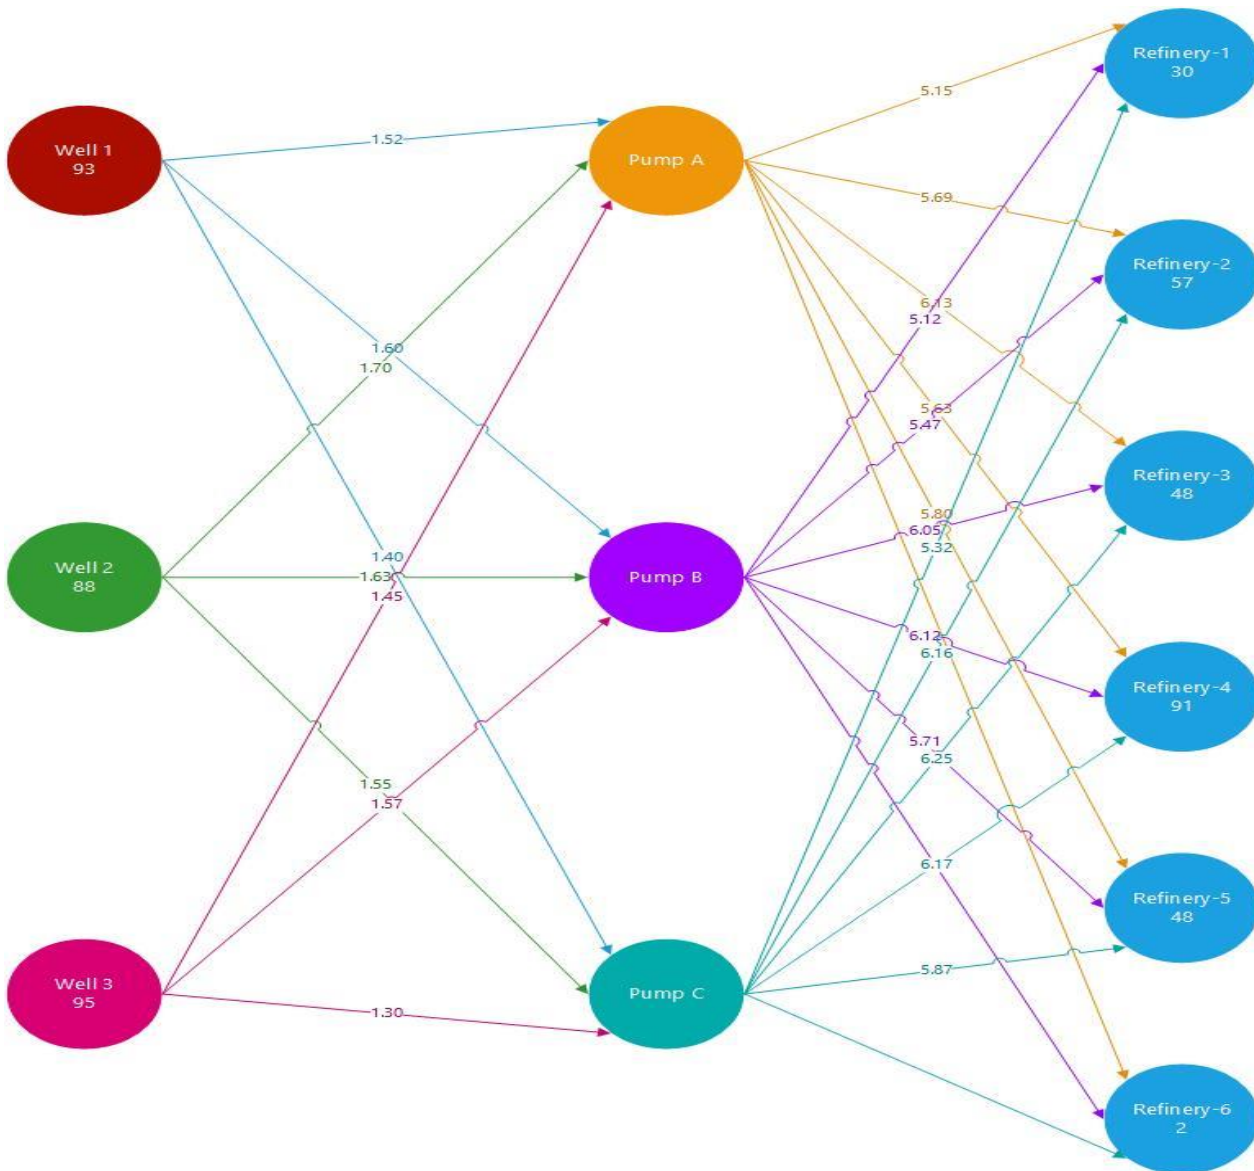 Well 1
93
Well 2
88
Well 3
95
1.52
1.60
1.70
1.40
1.63
1.45
1.55
1.57
1.30
Pump A
Pump B
Pump C
5.15
5.69
6.13
5.12
5.63
5.47
5.80
6.05
5.32
6.12
6.16
5.71
6.25
6.17
5.87
Refinery-1
30
Refinery-2
57
Refinery-3
48
Refinery-4
91
Refinery-5
48
Refinery-6
2